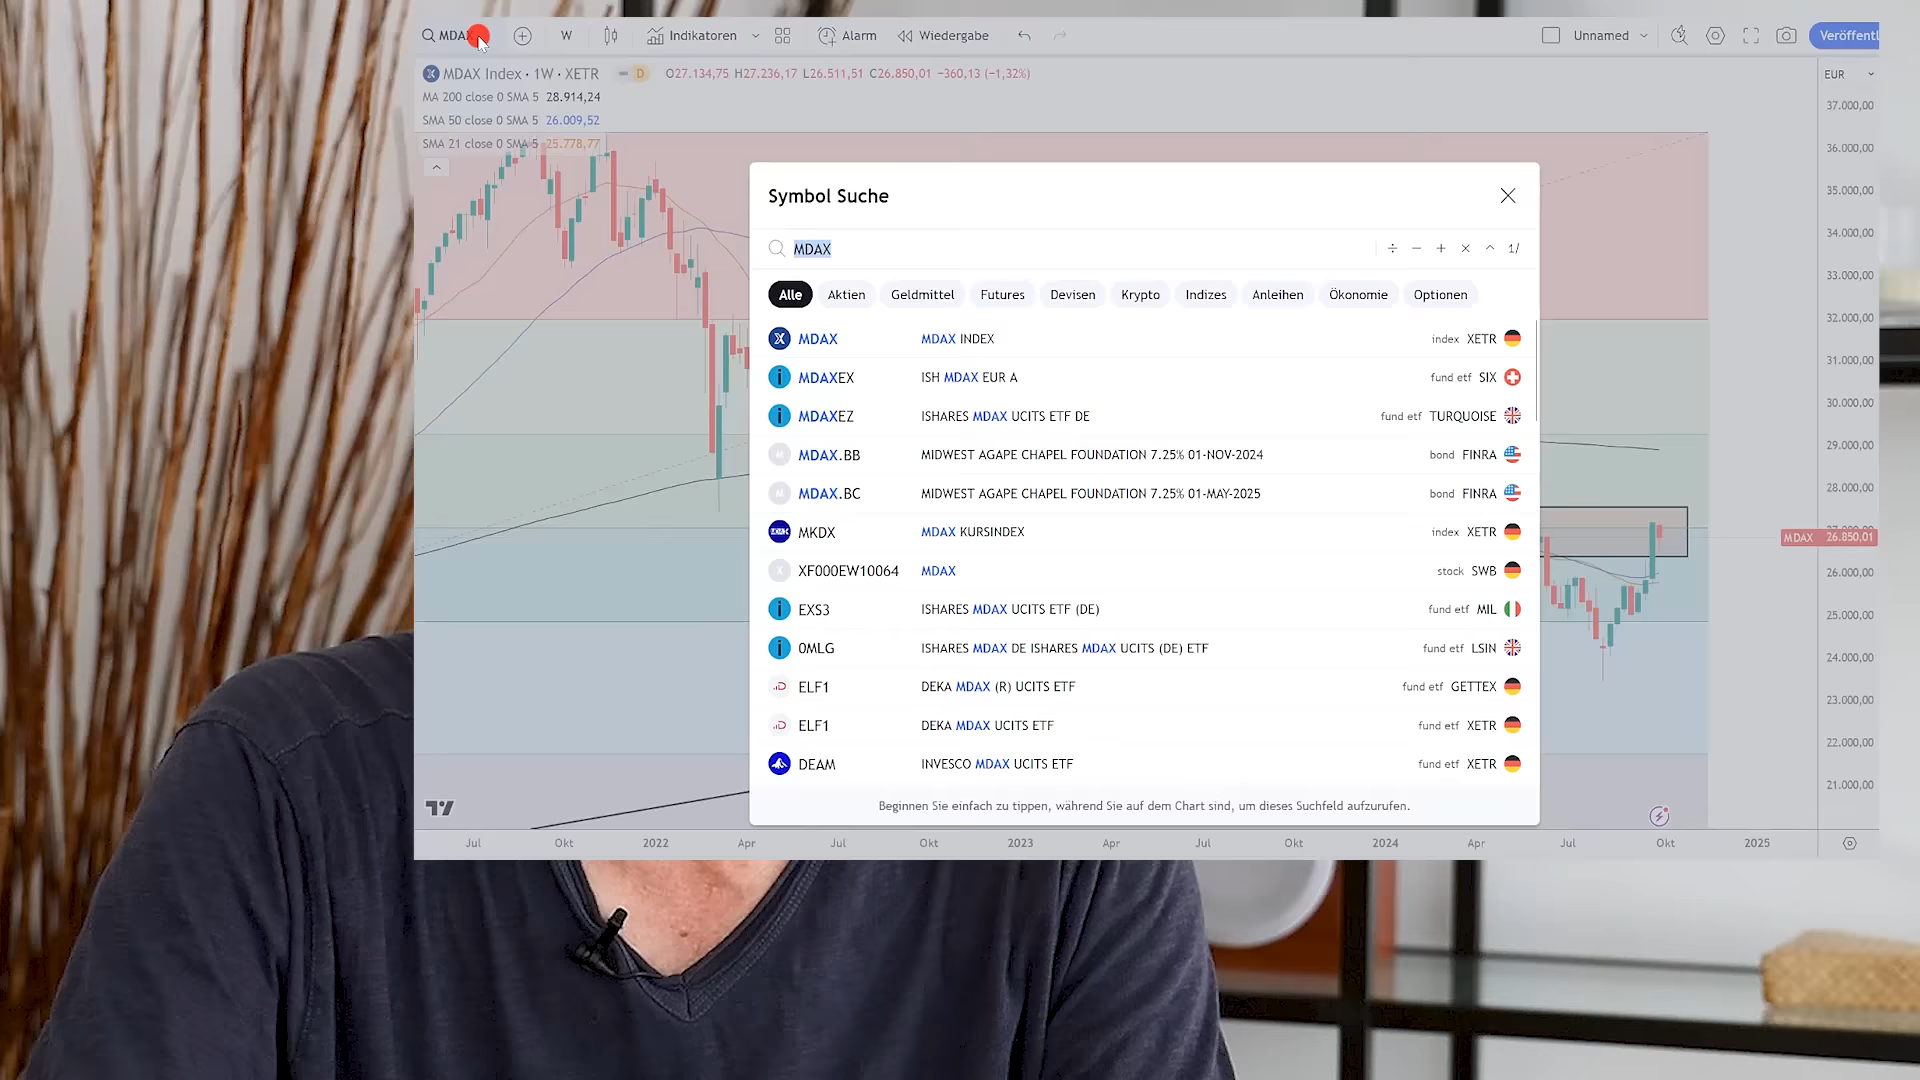 MDAX W Indikatoren Alarm Wiedergabe Unnamed Veröffentl
MDAX Index · 1W · XETR D O27.134,75 H27.236,17 L26.511,51 C26.850,01 −360,13 (−1,32%) EUR
MA 200 close 0 SMA 5 28.914,24
SMA 50 close 0 SMA 5 26.009,52
SMA 21 close 0 SMA 5 25.778,77
Symbol Suche
MDAX ÷ − + × ^ 1/
Alle Aktien Geldmittel Futures Devisen Krypto Indizes Anleihen Ökonomie Optionen
MDAX MDAX INDEX index XETR
MDAXEX ISH MDAX EUR A fund etf SIX
MDAXEZ ISHARES MDAX UCITS ETF DE fund etf TURQUOISE
MDAX.BB MIDWEST AGAPE CHAPEL FOUNDATION 7.25% 01-NOV-2024 bond FINRA
MDAX.BC MIDWEST AGAPE CHAPEL FOUNDATION 7.25% 01-MAY-2025 bond FINRA
MKDX MDAX KURSINDEX index XETR
XF000EW10064 MDAX stock SWB
EXS3 ISHARES MDAX UCITS ETF (DE) fund etf MIL
0MLG ISHARES MDAX DE ISHARES MDAX UCITS (DE) ETF fund etf LSIN
ELF1 DEKA MDAX (R) UCITS ETF fund etf GETTEX
ELF1 DEKA MDAX UCITS ETF fund etf XETR
DEAM INVESCO MDAX UCITS ETF fund etf XETR
Beginnen Sie einfach zu tippen, während Sie auf dem Chart sind, um dieses Suchfeld aufzurufen.
37.000,00
36.000,00
35.000,00
34.000,00
33.000,00
32.000,00
31.000,00
30.000,00
29.000,00
28.000,00
MDAX 26.850,01
26.000,00
25.000,00
24.000,00
23.000,00
22.000,00
21.000,00
Jul Okt 2022 Apr Jul Okt 2023 Apr Jul Okt 2024 Apr Jul Okt 2025